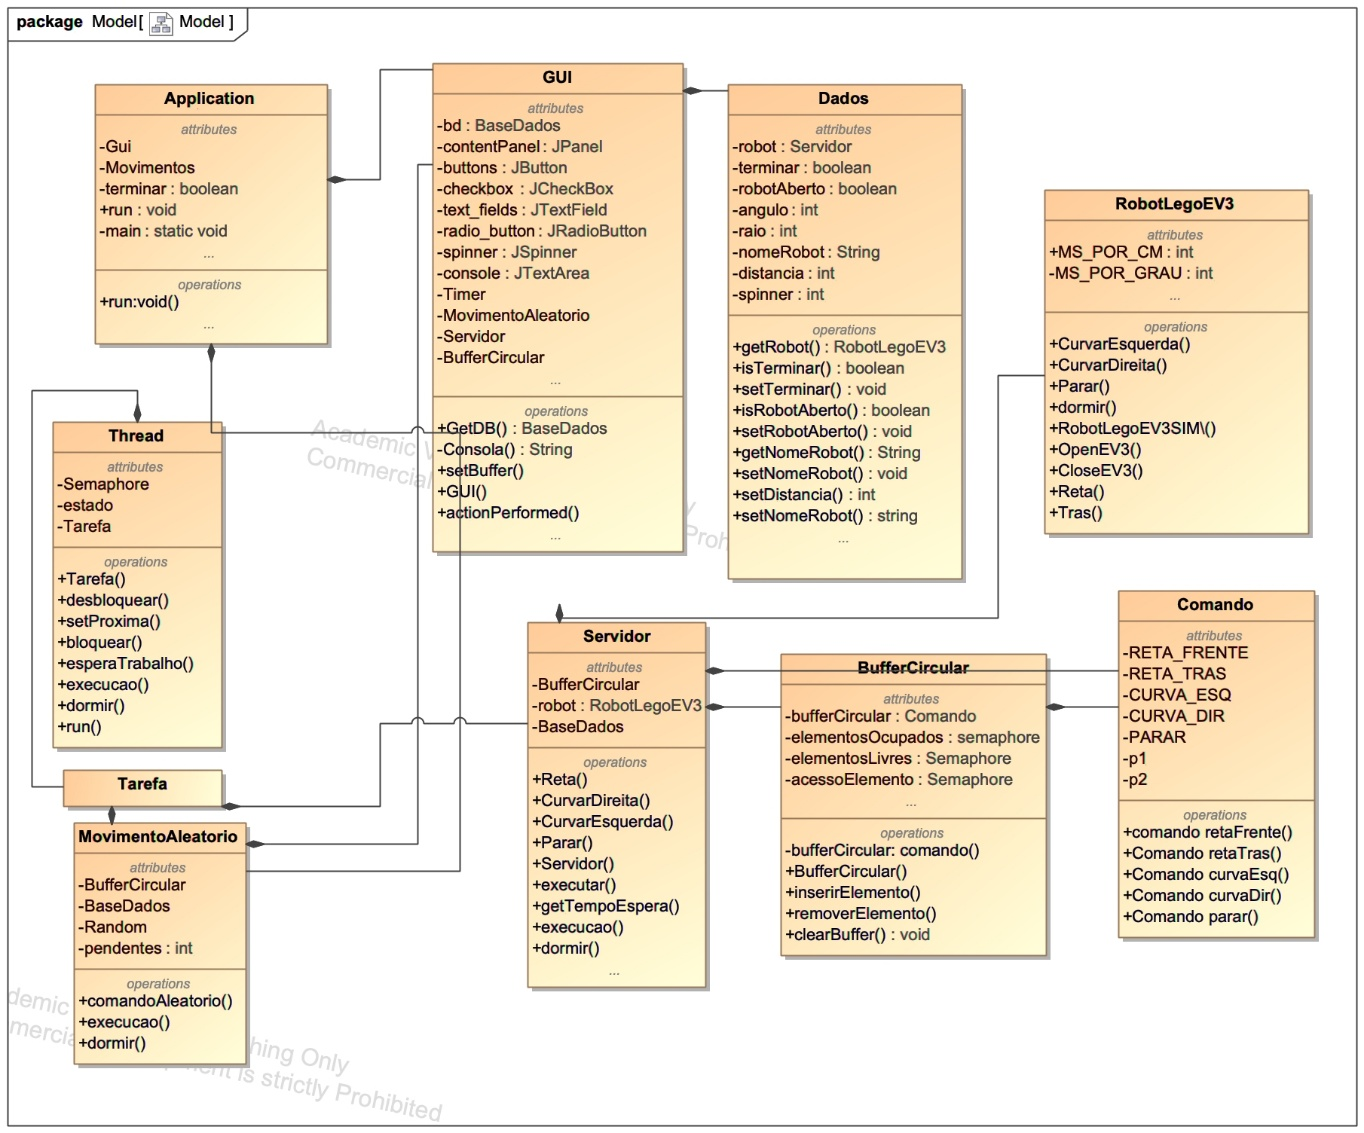 package Model[ Model ]
Application
attributes
-Gui
-Movimentos
-terminar : boolean
+run : void
-main : static void
...
operations
+run:void()
...
GUI
attributes
-bd : BaseDados
-contentPanel : JPanel
-buttons : JButton
-checkbox : JCheckBox
-text_fields : JTextField
-radio_button : JRadioButton
-spinner : JSpinner
-console : JTextArea
-Timer
-MovimentoAleatorio
-Servidor
-BufferCircular
...
operations
+GetDB() : BaseDados
-Consola() : String
+setBuffer()
+GUI()
+actionPerformed()
...
Dados
attributes
-robot : Servidor
-terminar : boolean
-robotAberto : boolean
-angulo : int
-raio : int
-nomeRobot : String
-distancia : int
-spinner : int
operations
+getRobot() : RobotLegoEV3
+isTerminar() : boolean
+setTerminar() : void
+isRobotAberto() : boolean
+setRobotAberto() : void
+getNomeRobot() : String
+setNomeRobot() : void
+setDistancia() : int
+setNomeRobot() : string
...
RobotLegoEV3
attributes
+MS_POR_CM : int
-MS_POR_GRAU : int
...
operations
+CurvarEsquerda()
+CurvarDireita()
+Parar()
+dormir()
+RobotLegoEV3SIM\()
+OpenEV3()
+CloseEV3()
+Reta()
+Tras()
Thread
attributes
-Semaphore
-estado
-Tarefa
operations
+Tarefa()
+desbloquear()
+setProxima()
+bloquear()
+esperaTrabalho()
+execucao()
+dormir()
+run()
Tarefa
MovimentoAleatorio
attributes
-BufferCircular
-BaseDados
-Random
-pendentes : int
operations
+comandoAleatorio()
+execucao()
+dormir()
Servidor
attributes
-BufferCircular
-robot : RobotLegoEV3
-BaseDados
operations
+Reta()
+CurvarDireita()
+CurvarEsquerda()
+Parar()
+Servidor()
+executar()
+getTempoEspera()
+execucao()
+dormir()
...
BufferCircular
attributes
-bufferCircular : Comando
-elementosOcupados : semaphore
-elementosLivres : Semaphore
-acessoElemento : Semaphore
...
operations
-bufferCircular: comando()
+BufferCircular()
+inserirElemento()
+removerElemento()
+clearBuffer() : void
Comando
attributes
-RETA_FRENTE
-RETA_TRAS
-CURVA_ESQ
-CURVA_DIR
-PARAR
-p1
-p2
operations
+comando retaFrente()
+Comando retaTras()
+Comando curvaEsq()
+Comando curvaDir()
+Comando parar()
Academic
Commercial
Only
is strictly Prohibited